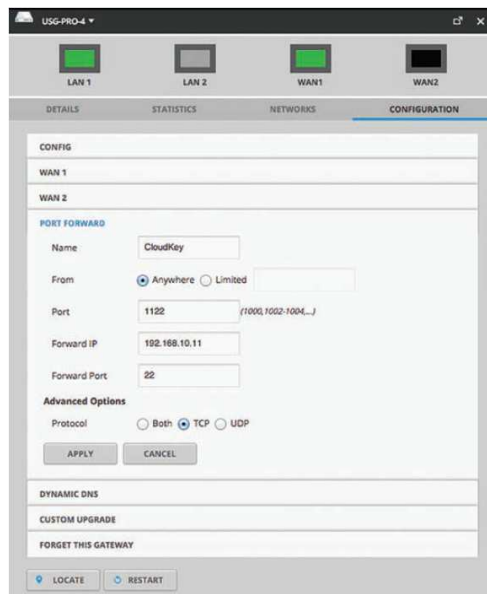 USG-PRO-4
LAN 1 LAN 2 WAN1 WAN2
DETAILS STATISTICS NETWORKS CONFIGURATION
CONFIG
WAN 1
WAN 2
PORT FORWARD
Name CloudKey
From Anywhere Limited
Port 1122 (1000,1002-1004,...)
Forward IP 192.168.10.11
Forward Port 22
Advanced Options
Protocol Both TCP UDP
APPLY CANCEL
DYNAMIC DNS
CUSTOM UPGRADE
FORGET THIS GATEWAY
LOCATE RESTART